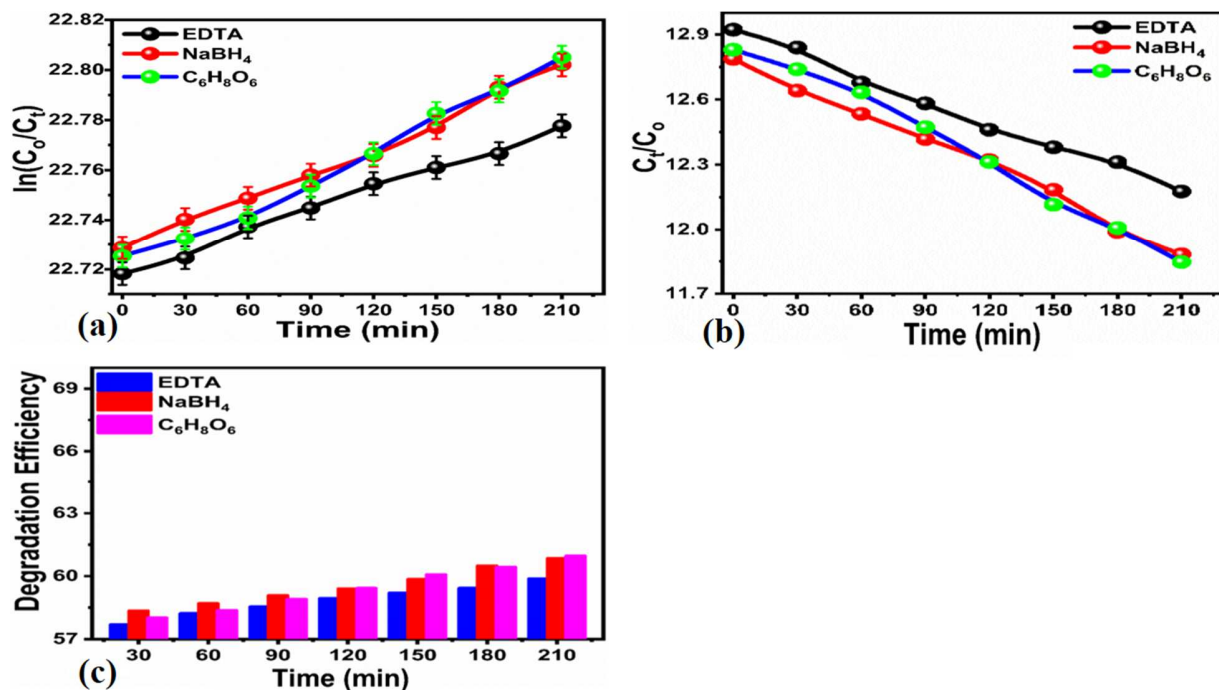 22.82
22.80
22.78
22.76
22.74
22.72
ln(C₀/Cₜ)
EDTA
NaBH₄
C₆H₈O₆
0 30 60 90 120 150 180 210
(a) Time (min)
12.9
12.6
12.3
12.0
11.7
Cₜ/C₀
EDTA
NaBH₄
C₆H₈O₆
0 30 60 90 120 150 180 210
(b) Time (min)
69
66
63
60
57
Degradation Efficiency
EDTA
NaBH₄
C₆H₈O₆
30 60 90 120 150 180 210
(c) Time (min)